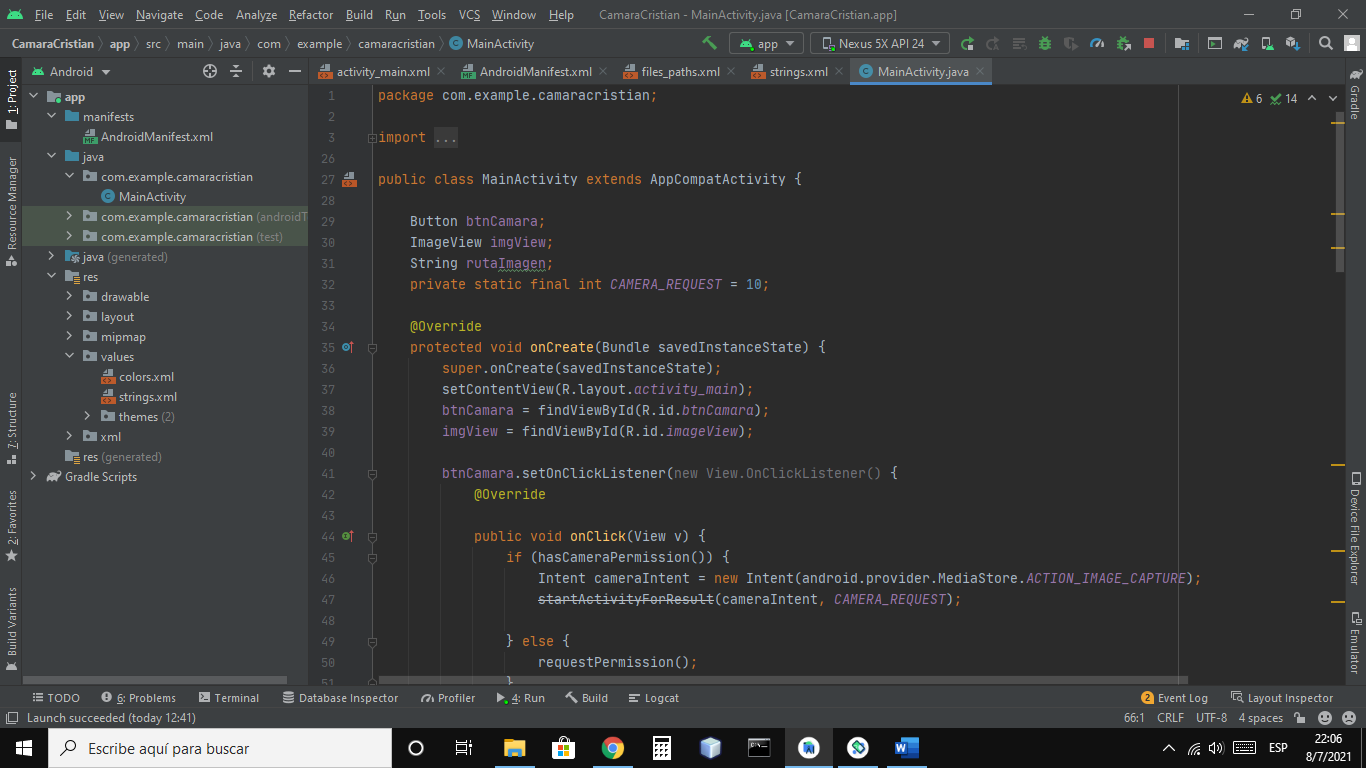 File Edit View Navigate Code Analyze Refactor Build Run Tools VCS Window Help CamaraCristian - MainActivity.java [CamaraCristian.app]
CamaraCristian app src main java com example camaracristian MainActivity app Nexus 5X API 24
1: Project
Resource Manager
7: Structure
2: Favorites
Build Variants
Android
app
manifests
AndroidManifest.xml
java
com.example.camaracristian
MainActivity
com.example.camaracristian (androidT
com.example.camaracristian (test)
java (generated)
res
drawable
layout
mipmap
values
colors.xml
strings.xml
themes (2)
xml
res (generated)
Gradle Scripts
activity_main.xml AndroidManifest.xml files_paths.xml strings.xml MainActivity.java
6 14
1 package com.example.camaracristian;
2
3 import ...
26
27 public class MainActivity extends AppCompatActivity {
28
29 Button btnCamara;
30 ImageView imgView;
31 String rutaImagen;
32 private static final int CAMERA_REQUEST = 10;
33
34 @Override
35 protected void onCreate(Bundle savedInstanceState) {
36 super.onCreate(savedInstanceState);
37 setContentView(R.layout.activity_main);
38 btnCamara = findViewById(R.id.btnCamara);
39 imgView = findViewById(R.id.imageView);
40
41 btnCamara.setOnClickListener(new View.OnClickListener() {
42 @Override
43
44 public void onClick(View v) {
45 if (hasCameraPermission()) {
46 Intent cameraIntent = new Intent(android.provider.MediaStore.ACTION_IMAGE_CAPTURE);
47 startActivityForResult(cameraIntent, CAMERA_REQUEST);
48
49 } else {
50 requestPermission();
51 }
Gradle
Device File Explorer
Emulator
TODO 6: Problems Terminal Database Inspector Profiler 4: Run Build Logcat 2 Event Log Layout Inspector
Launch succeeded (today 12:41) 66:1 CRLF UTF-8 4 spaces
Escribe aquí para buscar
ESP
22:06
8/7/2021